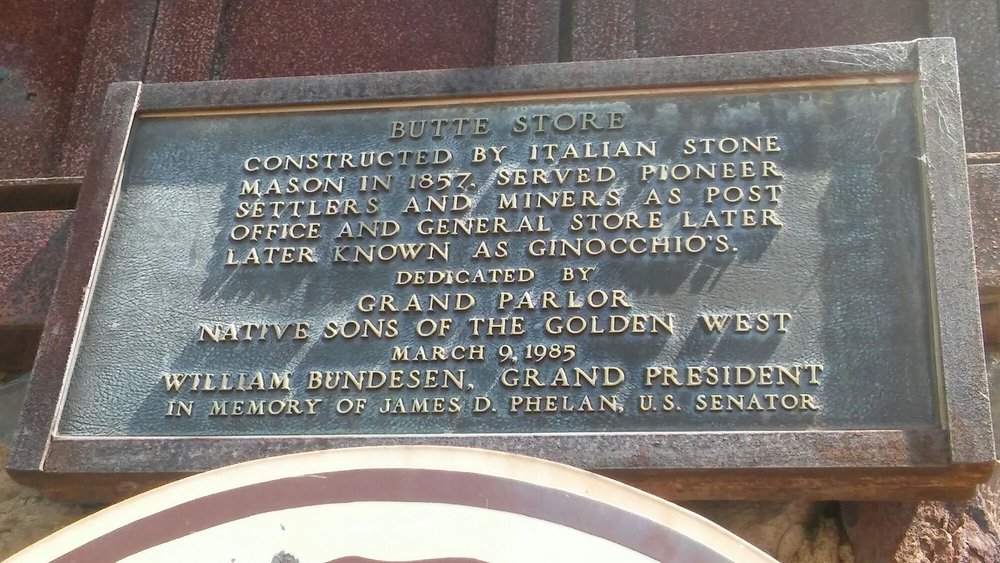 BUTTE STORE
CONSTRUCTED BY ITALIAN STONE
MASON IN 1857. SERVED PIONEER
SETTLERS AND MINERS AS POST
OFFICE AND GENERAL STORE LATER
LATER KNOWN AS GINOCCHIO'S.
DEDICATED BY
GRAND PARLOR
NATIVE SONS OF THE GOLDEN WEST
MARCH 9, 1985
WILLIAM BUNDESEN, GRAND PRESIDENT
IN MEMORY OF JAMES D. PHELAN, U.S. SENATOR